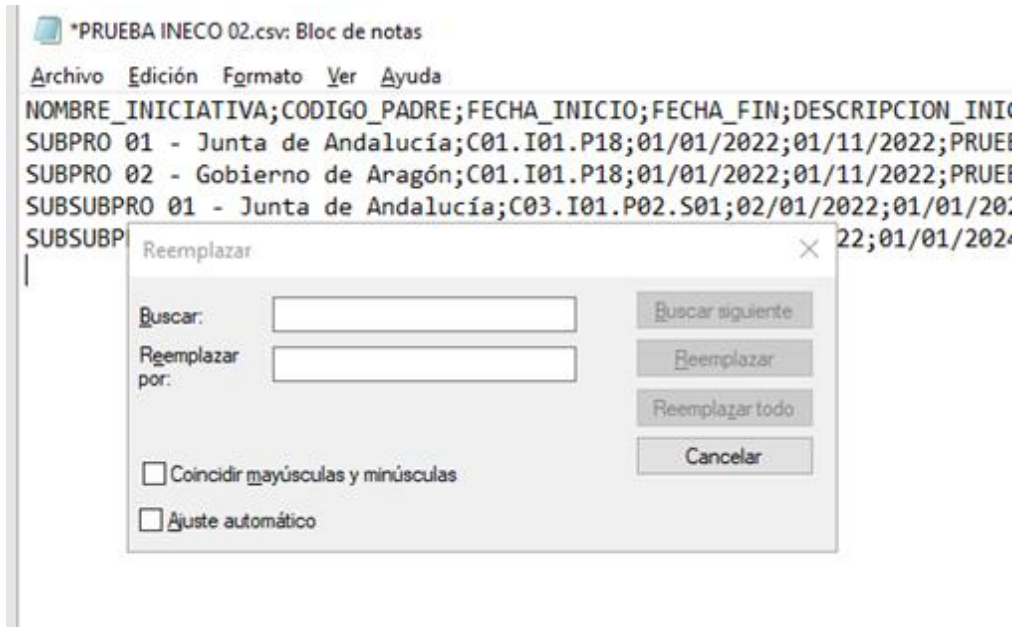 *PRUEBA INECO 02.csv: Bloc de notas
Archivo Edición Formato Ver Ayuda
NOMBRE_INICIATIVA;CODIGO_PADRE;FECHA_INICIO;FECHA_FIN;DESCRIPCION_INIC
SUBPRO 01 - Junta de Andalucía;C01.I01.P18;01/01/2022;01/11/2022;PRUEB
SUBPRO 02 - Gobierno de Aragón;C01.I01.P18;01/01/2022;01/11/2022;PRUEB
SUBSUBPRO 01 - Junta de Andalucía;C03.I01.P02.S01;02/01/2022;01/01/202
SUBSUBP 22;01/01/2024
Reemplazar
Buscar: Buscar siguiente
Reemplazar por: Reemplazar
Reemplazar todo
Cancelar
Coincidir mayúsculas y minúsculas
Ajuste automático